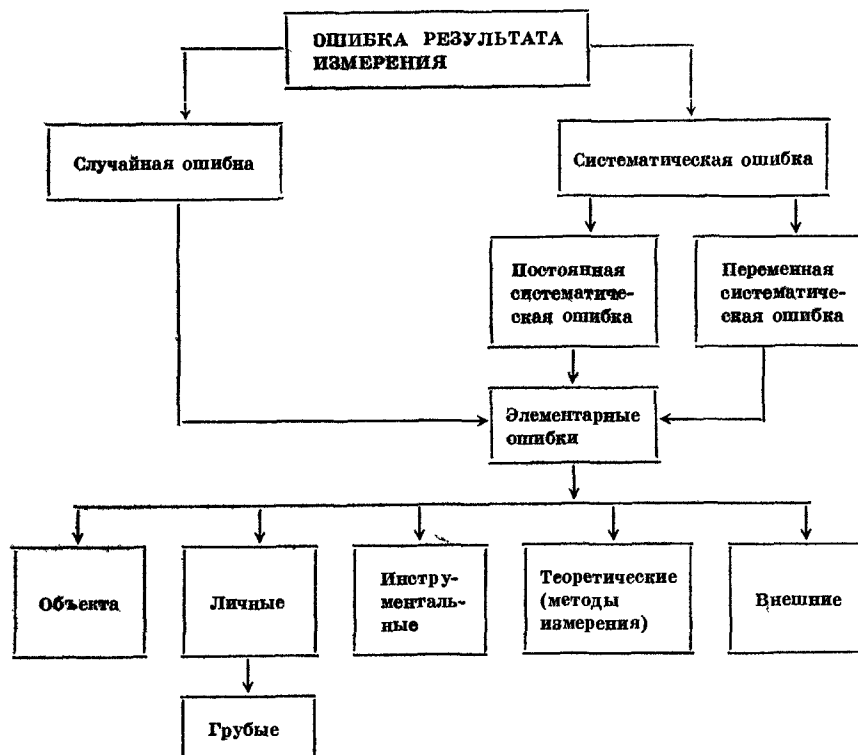 ОШИБКА РЕЗУЛЬТАТА
ИЗМЕРЕНИЯ
Случайная ошибна
Систематическая ошибка
Постоянная
систематиче-
ская ошибка
Переменная
систематиче-
ская ошибка
Элементарные
ошибки
Объекта
Личные
Инстру-
менталь-
ные
Теоретические
(методы
измерения)
Внешние
Грубые